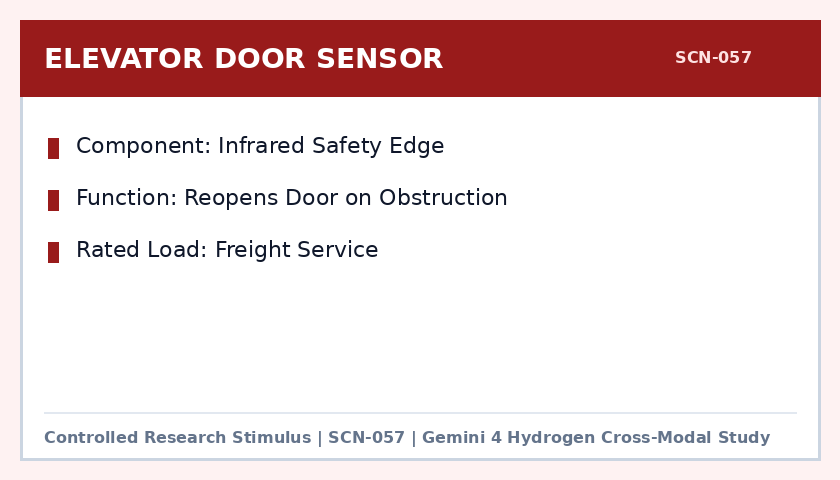 ELEVATOR DOOR SENSOR
SCN-057
Component: Infrared Safety Edge
Function: Reopens Door on Obstruction
Rated Load: Freight Service
Controlled Research Stimulus | SCN-057 | Gemini 4 Hydrogen Cross-Modal Study